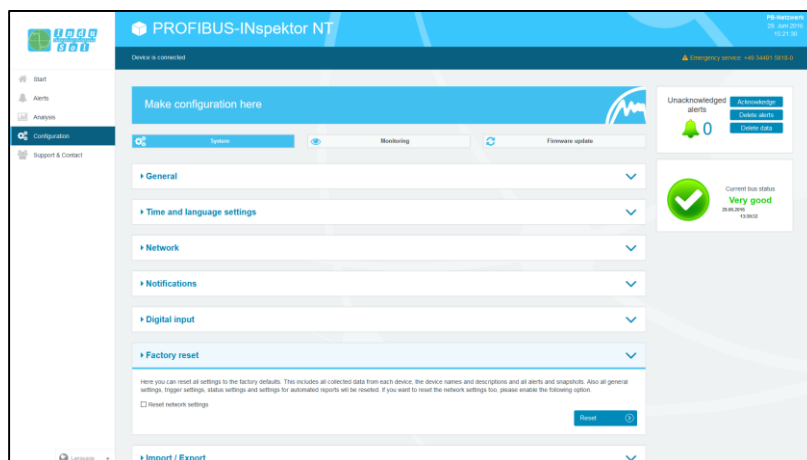 Indu
Sol
PROFIBUS-INspektor NT
PB-Netzwerk
29. Juni 2016
15:21:30
Device is connected
Emergency service: +49 34491 5818-0
Start
Alerts
Analysis
Configuration
Support & Contact
Make configuration here
System
Monitoring
Firmware update
General
Time and language settings
Network
Notifications
Digital input
Factory reset
Here you can reset all settings to the factory defaults. This includes all collected data from each device, the device names and descriptions and all alerts and snapshots. Also all general
settings, trigger settings, status settings and settings for automated reports will be reseted. If you want to reset the network settings too, please enable the following option.
Reset network settings
Reset
Import / Export
Unacknowledged
alerts
0
Acknowledge
Delete alerts
Delete data
Current bus status
Very good
Language